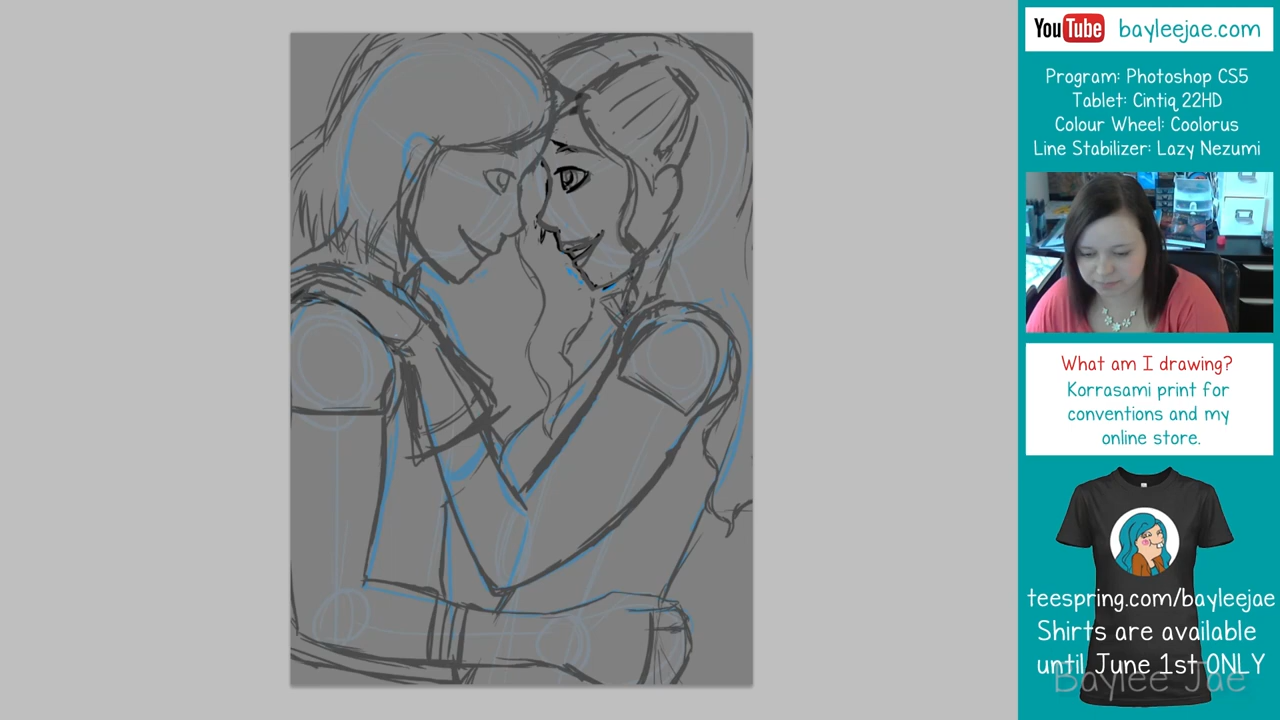 YouTube bayleejae.com
Program: Photoshop CS5
Tablet: Cintiq 22HD
Colour Wheel: Coolorus
Line Stabilizer: Lazy Nezumi
What am I drawing?
Korrasami print for
conventions and my
online store.
teespring.com/bayleejae
Shirts are available
until June 1st ONLY
Baylee Jae